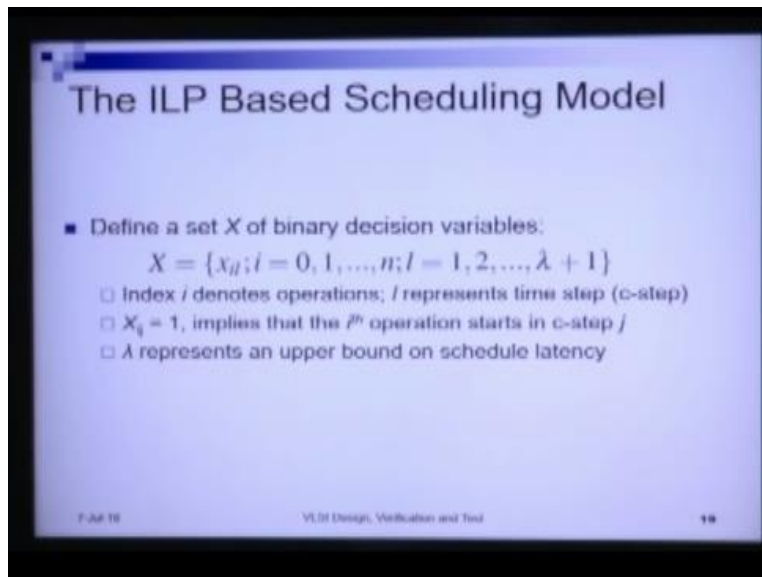 The ILP Based Scheduling Model
Define a set X of binary decision variables:
X = {x_il; i = 0, 1, ..., n; l = 1, 2, ..., λ + 1}
Index i denotes operations; l represents time step (c-step)
X_ij = 1, implies that the i^th operation starts in c-step j
λ represents an upper bound on schedule latency
VLSI Design, Verification and Test